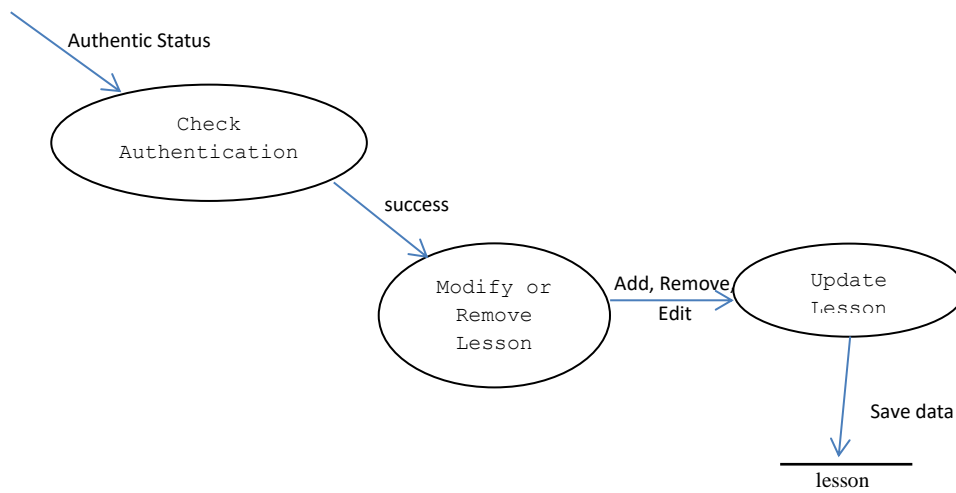 Authentic Status
Check
Authentication
success
Modify or
Remove
Lesson
Add, Remove,
Edit
Update
Lesson
Save data
lesson